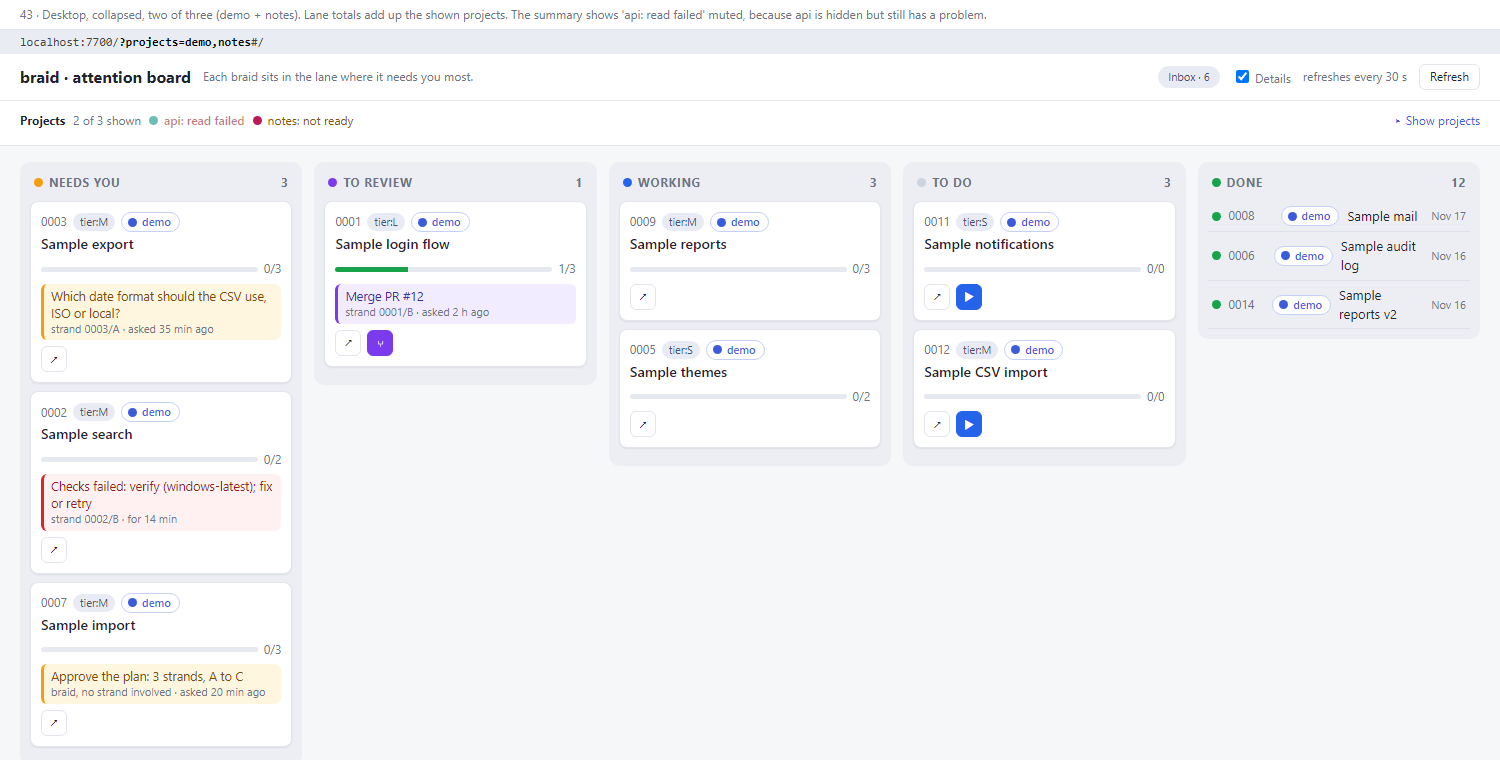 43 · Desktop, collapsed, two of three (demo + notes). Lane totals add up the shown projects. The summary shows 'api: read failed' muted, because api is hidden but still has a problem.
localhost:7700/?projects=demo,notes#/
braid · attention board Each braid sits in the lane where it needs you most. Inbox · 6 Details refreshes every 30 s Refresh
Projects 2 of 3 shown api: read failed notes: not ready ▸ Show projects
NEEDS YOU 3
0003 tier:M demo
Sample export
0/3
Which date format should the CSV use,
ISO or local?
strand 0003/A · asked 35 min ago
↗
0002 tier:M demo
Sample search
0/2
Checks failed: verify (windows-latest); fix
or retry
strand 0002/B · for 14 min
↗
0007 tier:M demo
Sample import
0/3
Approve the plan: 3 strands, A to C
braid, no strand involved · asked 20 min ago
↗
TO REVIEW 1
0001 tier:L demo
Sample login flow
1/3
Merge PR #12
strand 0001/B · asked 2 h ago
↗
WORKING 3
0009 tier:M demo
Sample reports
0/3
↗
0005 tier:S demo
Sample themes
0/2
↗
TO DO 3
0011 tier:S demo
Sample notifications
0/0
↗ ▶
0012 tier:M demo
Sample CSV import
0/0
↗ ▶
DONE 12
0008 demo Sample mail Nov 17
0006 demo Sample audit
log Nov 16
0014 demo Sample
reports v2 Nov 16